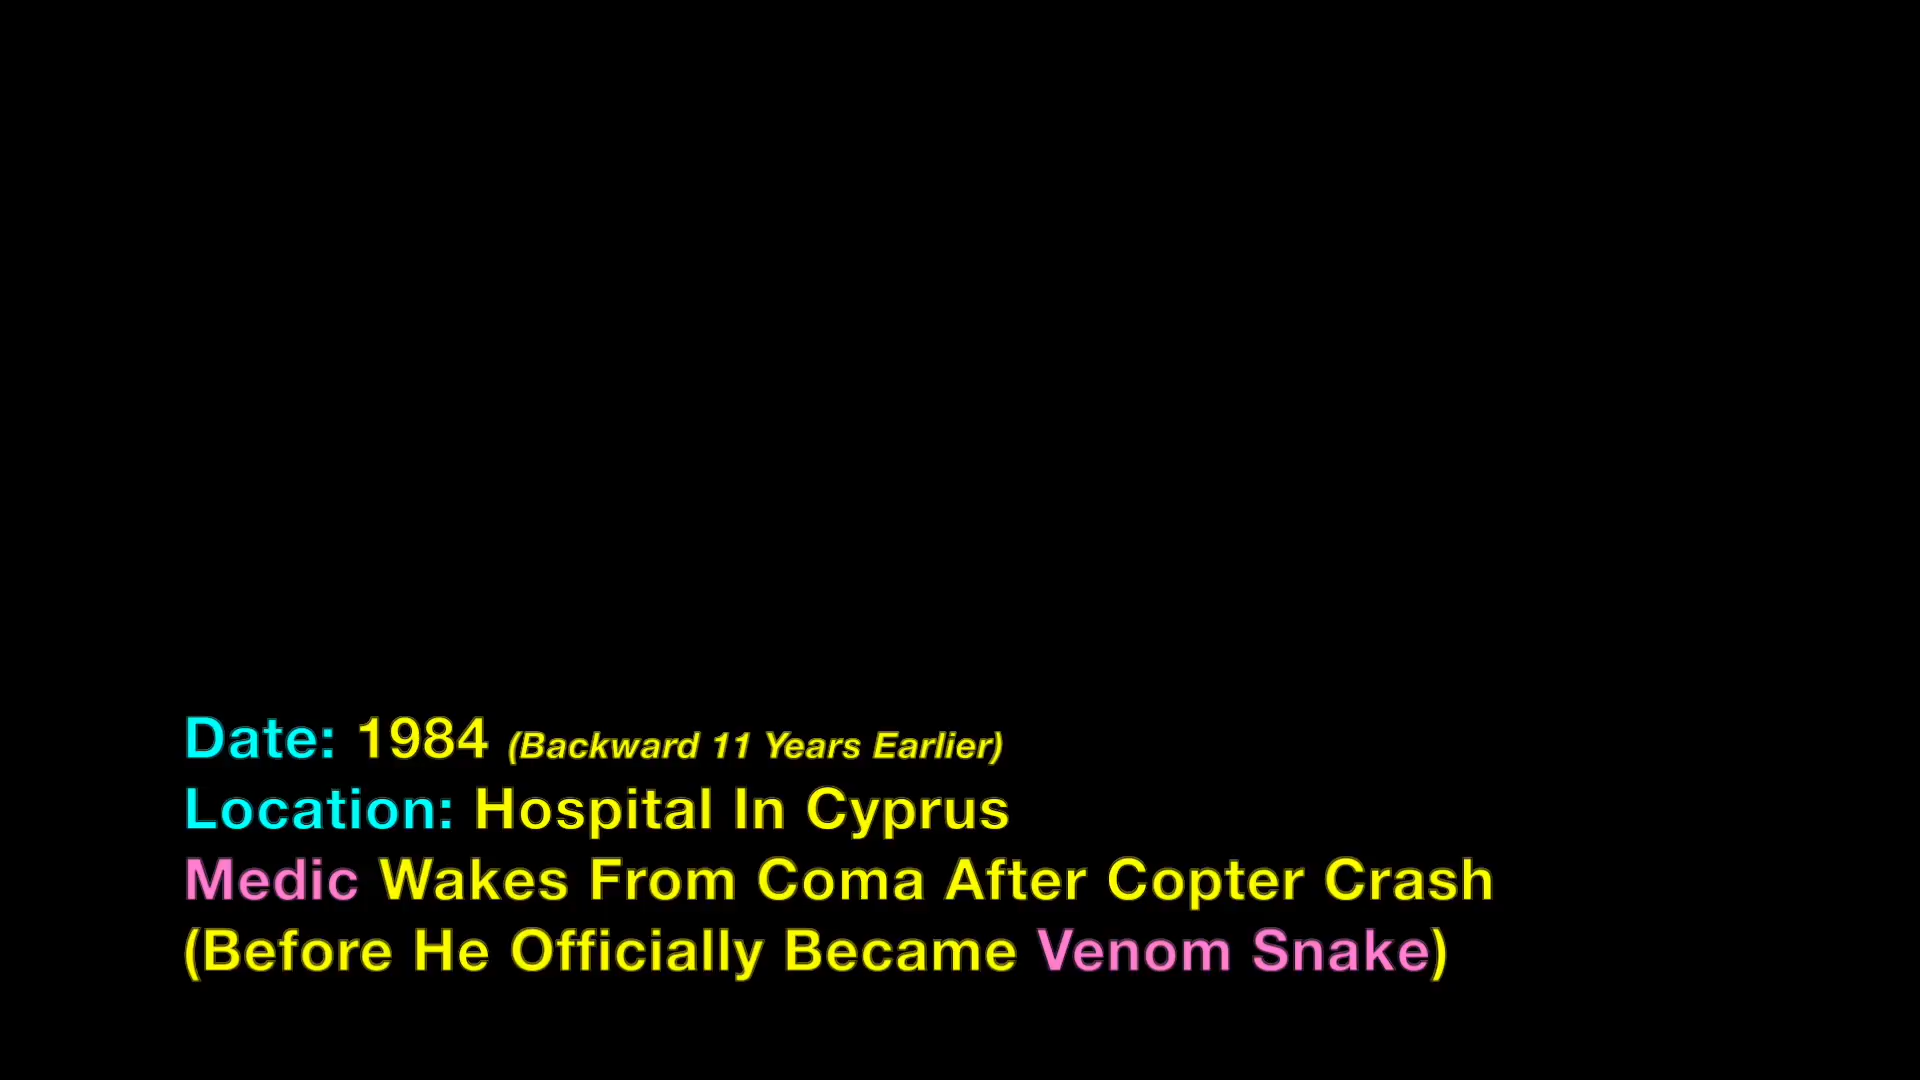 Date: 1984 (Backward 11 Years Earlier)
Location: Hospital In Cyprus
Medic Wakes From Coma After Copter Crash
(Before He Officially Became Venom Snake)